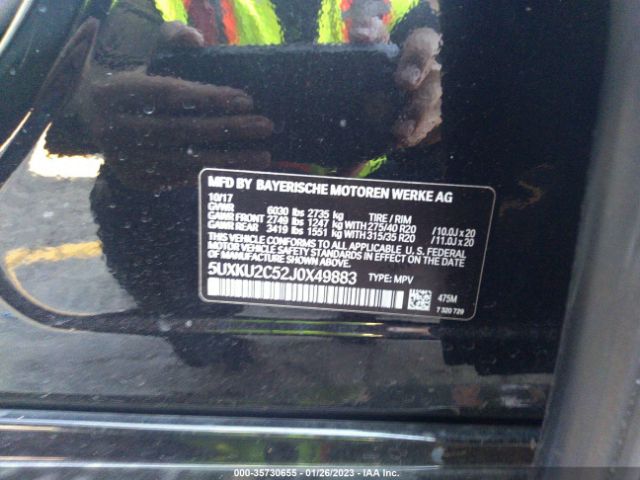 MFD BY BAYERISCHE MOTOREN WERKE AG
10/17
GVWR 6030 lbs 2735 kg TIRE / RIM
GAWR FRONT 2749 lbs 1247 kg WITH 275/40 R20 /10.0J x 20
GAWR REAR 3419 lbs 1551 kg WITH 315/35 R20 /11.0J x 20
THIS VEHICLE CONFORMS TO ALL APPLICABLE U.S. FEDERAL
MOTOR VEHICLE SAFETY STANDARDS IN EFFECT ON THE
DATE OF MANUFACTURE SHOWN ABOVE.
5UXKU2C52J0X49883 TYPE: MPV
475M
7 320 729
000-35730655 - 01/26/2023 - IAA Inc.